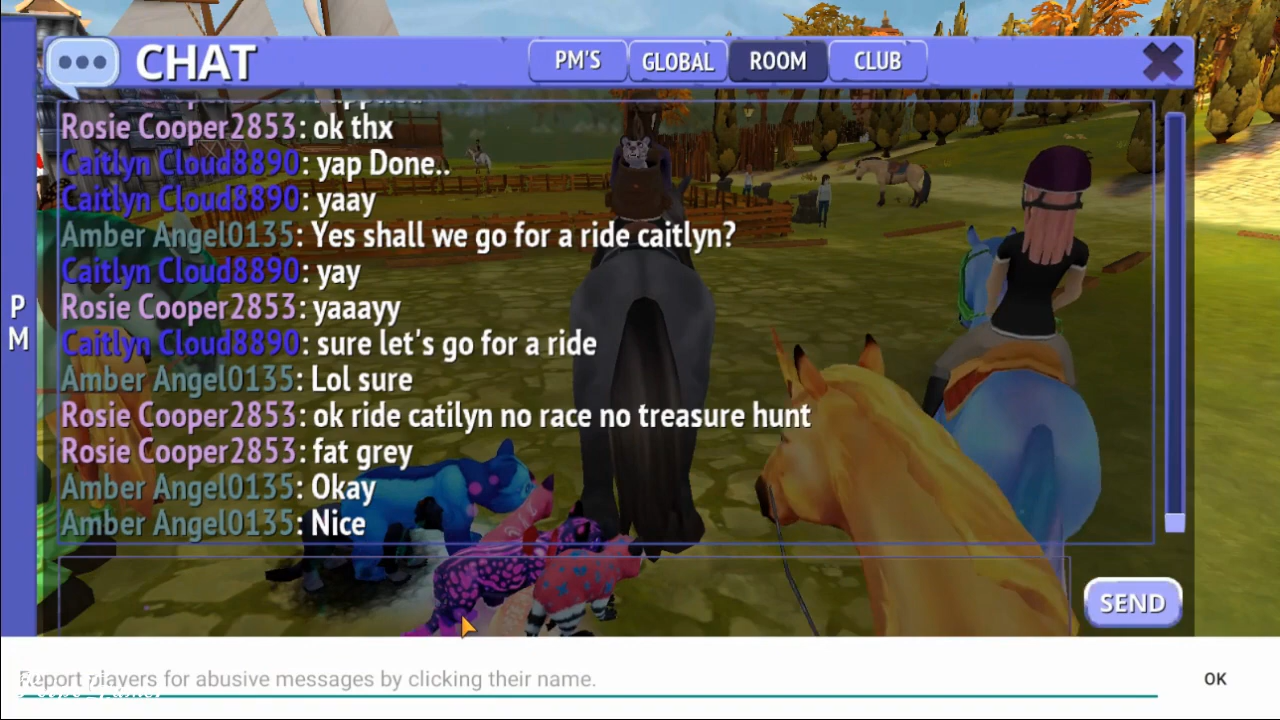 CHAT
PM'S
GLOBAL
ROOM
CLUB
Rosie Cooper2853: ok thx
Caitlyn Cloud8890: yap Done..
Caitlyn Cloud8890: yaay
Amber Angel0135: Yes shall we go for a ride caitlyn?
Caitlyn Cloud8890: yay
Rosie Cooper2853: yaaayy
Caitlyn Cloud8890: sure let's go for a ride
Amber Angel0135: Lol sure
Rosie Cooper2853: ok ride catilyn no race no treasure hunt
Rosie Cooper2853: fat grey
Amber Angel0135: Okay
Amber Angel0135: Nice
P
M
SEND
Report players for abusive messages by clicking their name.
OK